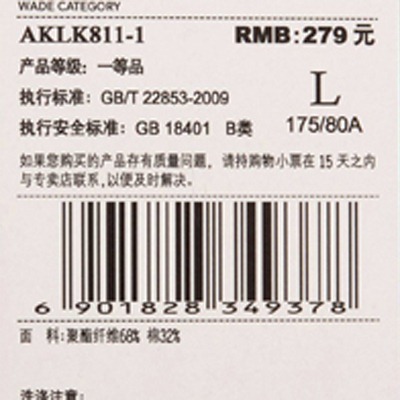 WADE CATEGORY
AKLK811-1 RMB:279 元
产品等级: 一等品
执行标准: GB/T 22853-2009
L
执行安全标准: GB 18401 B类 175/80A
如果您购买的产品存有质量问题, 请持购物小票在 15 天之内
与专卖店联系,以便及时解决。
6 901828 349378
面 料:聚酯纤维68% 棉32%
洗涤注意: